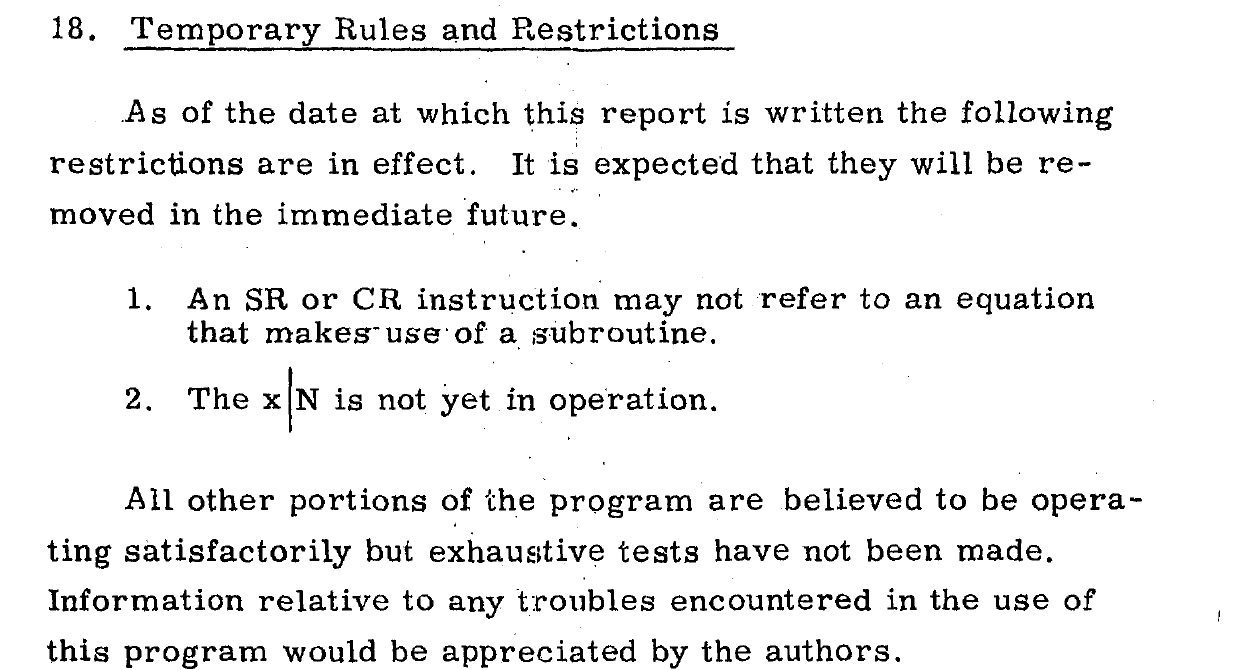 18. Temporary Rules and Restrictions
As of the date at which this report is written the following
restrictions are in effect. It is expected that they will be re-
moved in the immediate future.
1. An SR or CR instruction may not refer to an equation
that makes use of a subroutine.
2. The x|N is not yet in operation.
All other portions of the program are believed to be opera-
ting satisfactorily but exhaustive tests have not been made.
Information relative to any troubles encountered in the use of
this program would be appreciated by the authors.